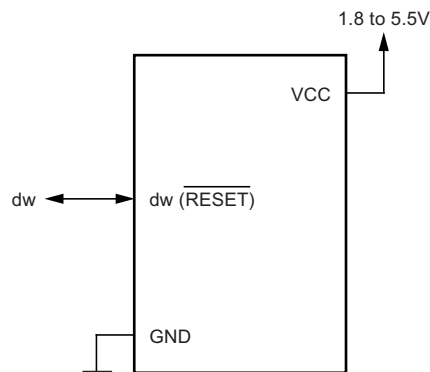 1.8 to 5.5V
VCC
dw
dw (RESET)
GND